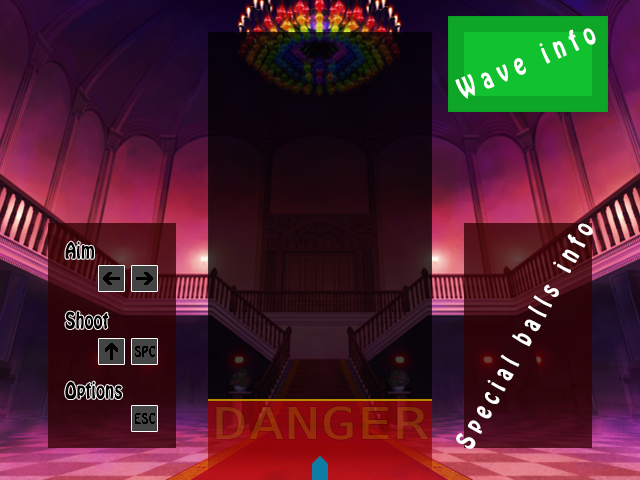 Wave info
Aim
Shoot
SPC
Options
ESC
Special balls info
DANGER